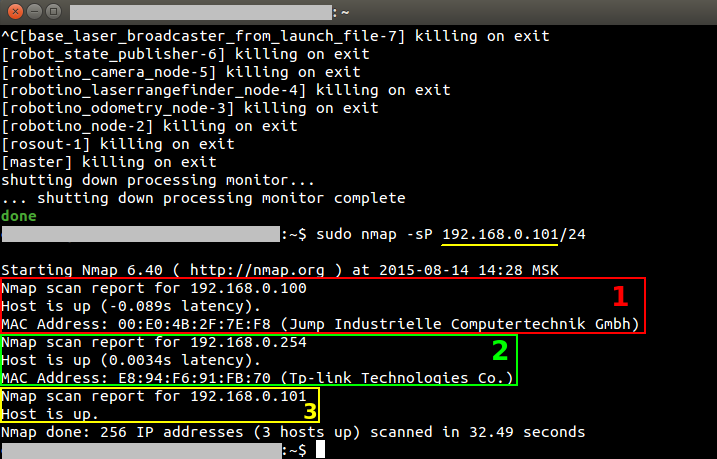 : ~
^C[base_laser_broadcaster_from_launch_file-7] killing on exit
[robot_state_publisher-6] killing on exit
[robotino_camera_node-5] killing on exit
[robotino_laserrangefinder_node-4] killing on exit
[robotino_odometry_node-3] killing on exit
[robotino_node-2] killing on exit
[rosout-1] killing on exit
[master] killing on exit
shutting down processing monitor...
... shutting down processing monitor complete
done
:~$ sudo nmap -sP 192.168.0.101/24
Starting Nmap 6.40 ( http://nmap.org ) at 2015-08-14 14:28 MSK
Nmap scan report for 192.168.0.100
1
Host is up (-0.089s latency).
MAC Address: 00:E0:4B:2F:7E:F8 (Jump Industrielle Computertechnik Gmbh)
Nmap scan report for 192.168.0.254
2
Host is up (0.0034s latency).
MAC Address: E8:94:F6:91:FB:70 (Tp-link Technologies Co.)
Nmap scan report for 192.168.0.101
3
Host is up.
Nmap done: 256 IP addresses (3 hosts up) scanned in 32.49 seconds
:~$